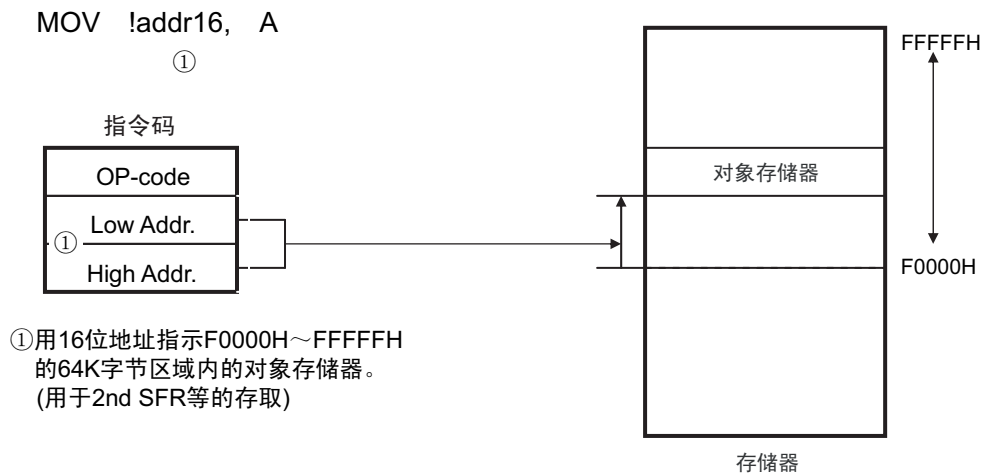 MOV !addr16, A
①
指令码
OP-code
① Low Addr.
High Addr.
①用16位地址指示F0000H～FFFFFH
的64K字节区域内的对象存储器。
(用于2nd SFR等的存取)
FFFFFH
对象存储器
F0000H
存储器